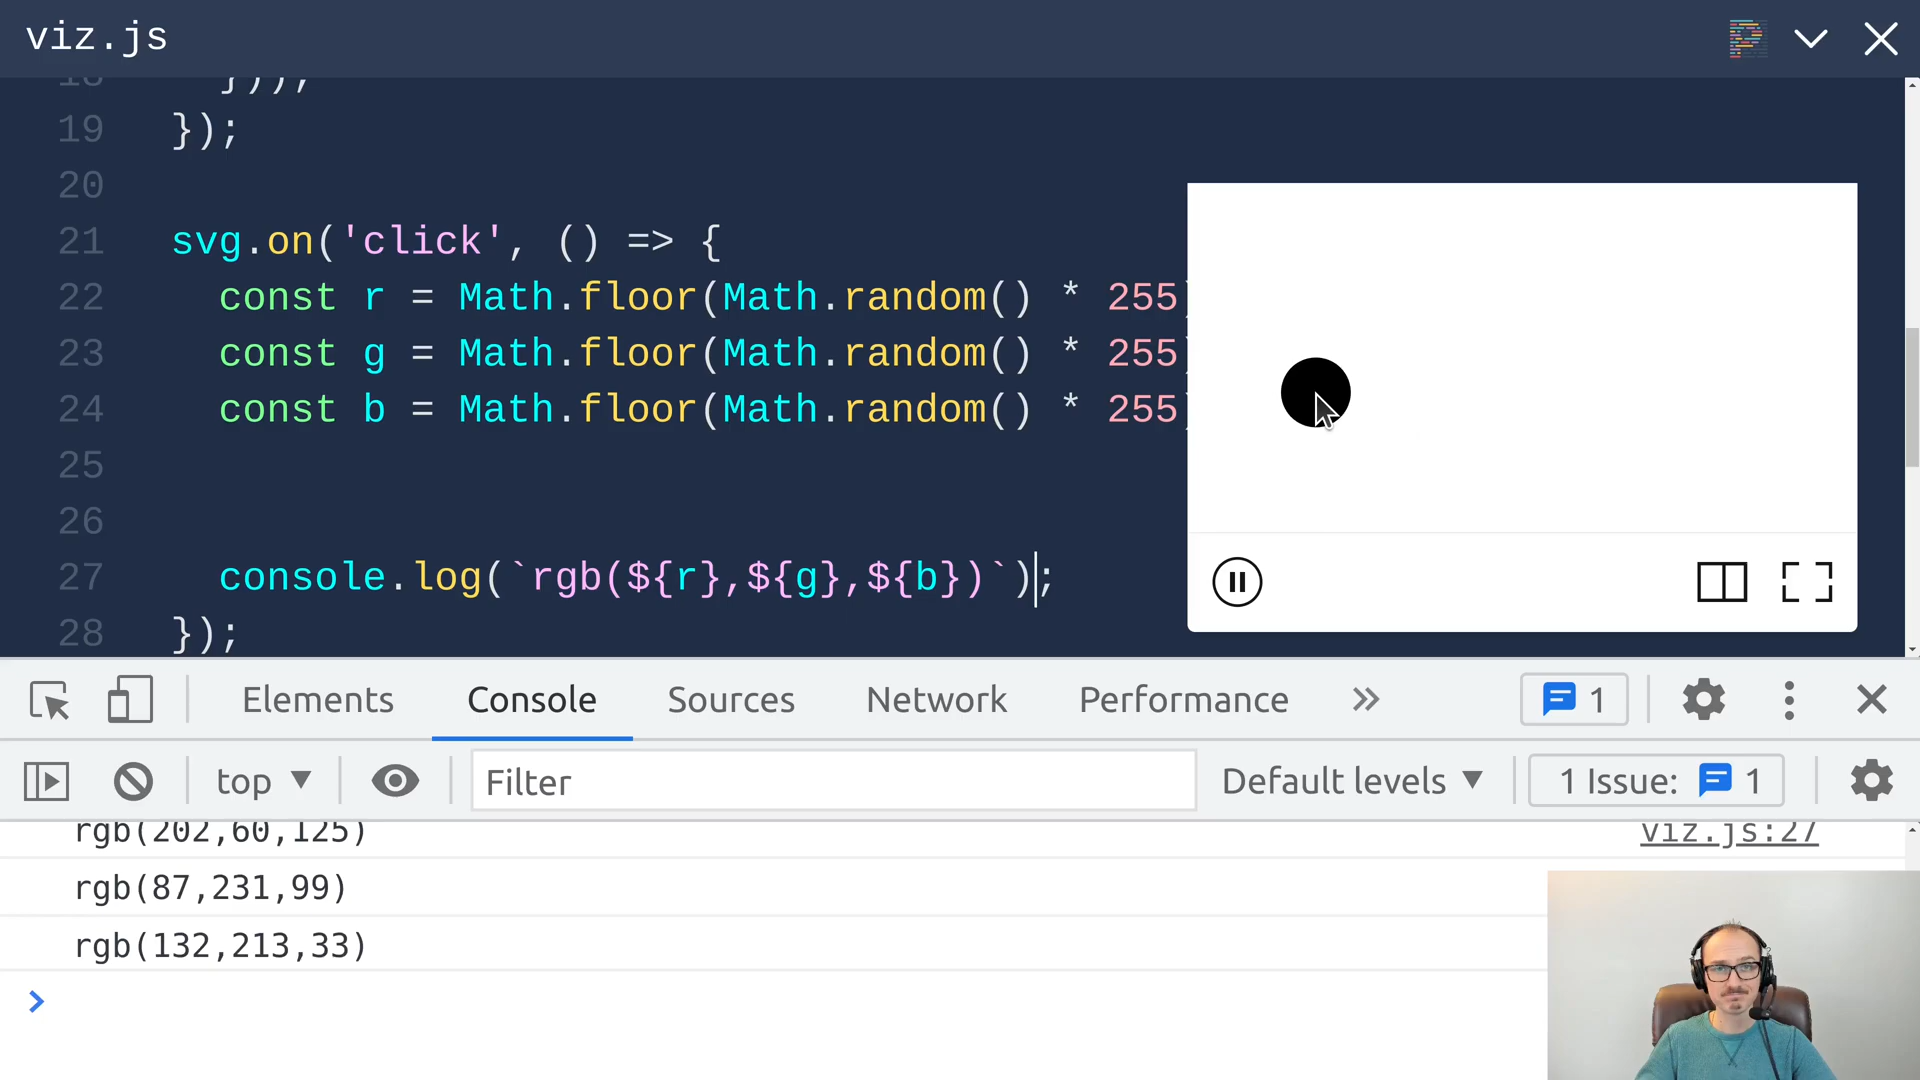 viz.js
18 }));
19 });
20
21 svg.on('click', () => {
22 const r = Math.floor(Math.random() * 255)
23 const g = Math.floor(Math.random() * 255)
24 const b = Math.floor(Math.random() * 255)
25
26
27 console.log(`rgb(${r},${g},${b})`);
28 });
Elements Console Sources Network Performance » 1
top ▼ Filter Default levels ▼ 1 Issue: 1
rgb(202,60,125) viz.js:27
rgb(87,231,99)
rgb(132,213,33)
>